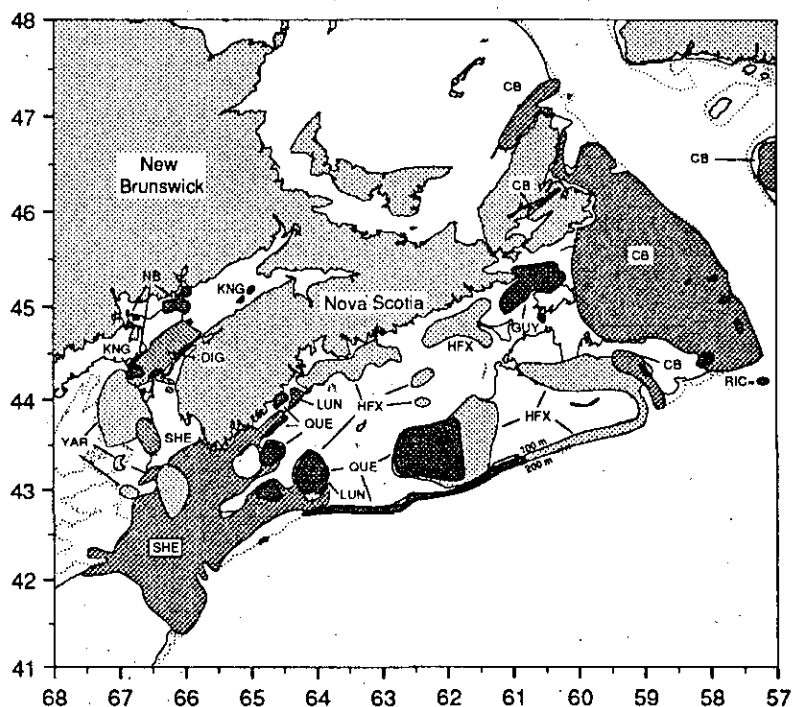 48
47
46
45
44
43
42
41
68 67 66 65 64 63 62 61 60 59 58 57
CB
CB
New
Brunswick
CB
CB
NB
KNG
Nova Scotia
KNG
DIG
HFX
GUY
CB
RIC
LUN
HFX
QUE
HFX
YAR
SHE
QUE
LUN
100 m
200 m
SHE